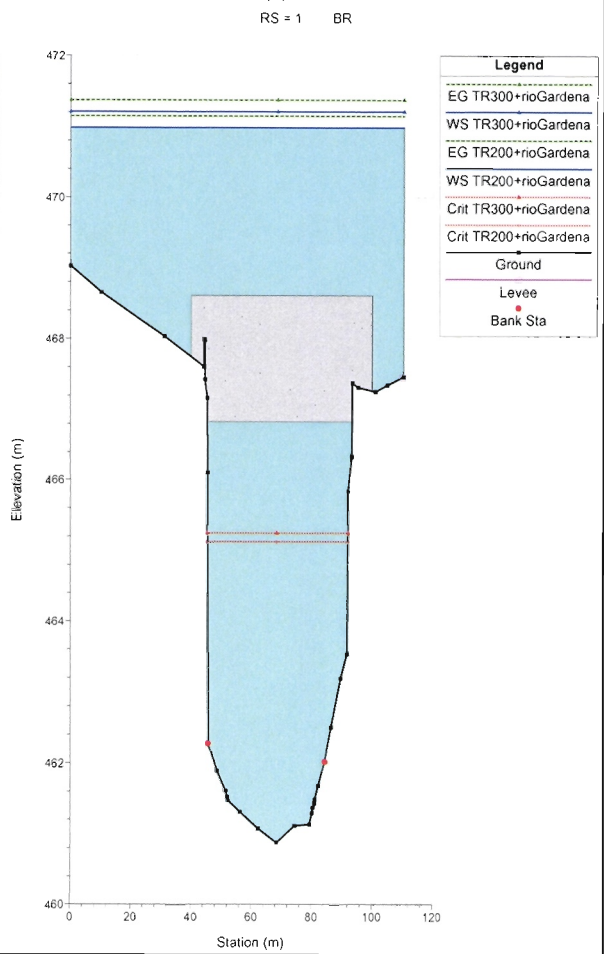 RS = 1 BR
Legend
EG TR300+rioGardena
WS TR300+rioGardena
EG TR200+rioGardena
WS TR200+rioGardena
Crit TR300+rioGardena
Crit TR200+rioGardena
Ground
Levee
Bank Sta
472
470
468
466
464
462
460
Elevation (m)
0 20 40 60 80 100 120
Station (m)